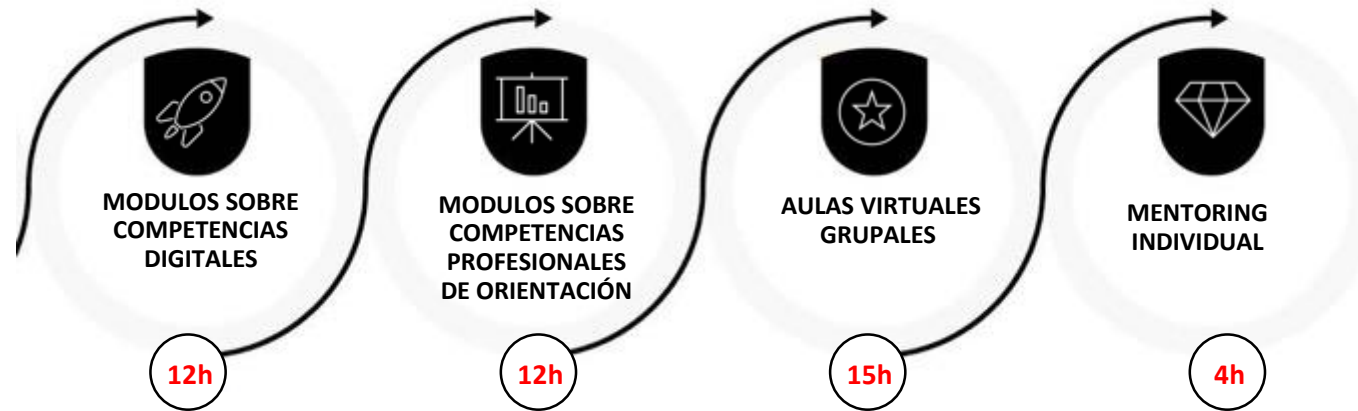 MODULOS SOBRE
COMPETENCIAS
DIGITALES
12h
MODULOS SOBRE
COMPETENCIAS
PROFESIONALES
DE ORIENTACIÓN
12h
AULAS VIRTUALES
GRUPALES
15h
MENTORING
INDIVIDUAL
4h